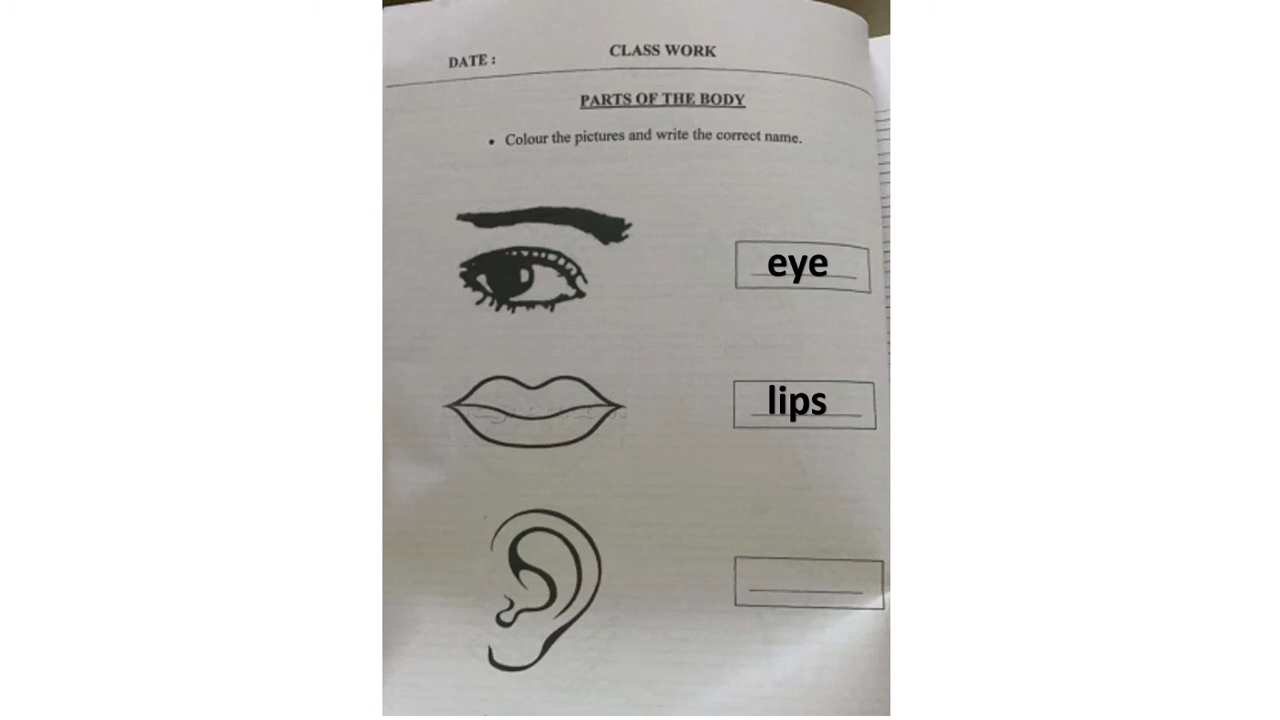 DATE :
CLASS WORK
PARTS OF THE BODY
• Colour the pictures and write the correct name.
eye
lips